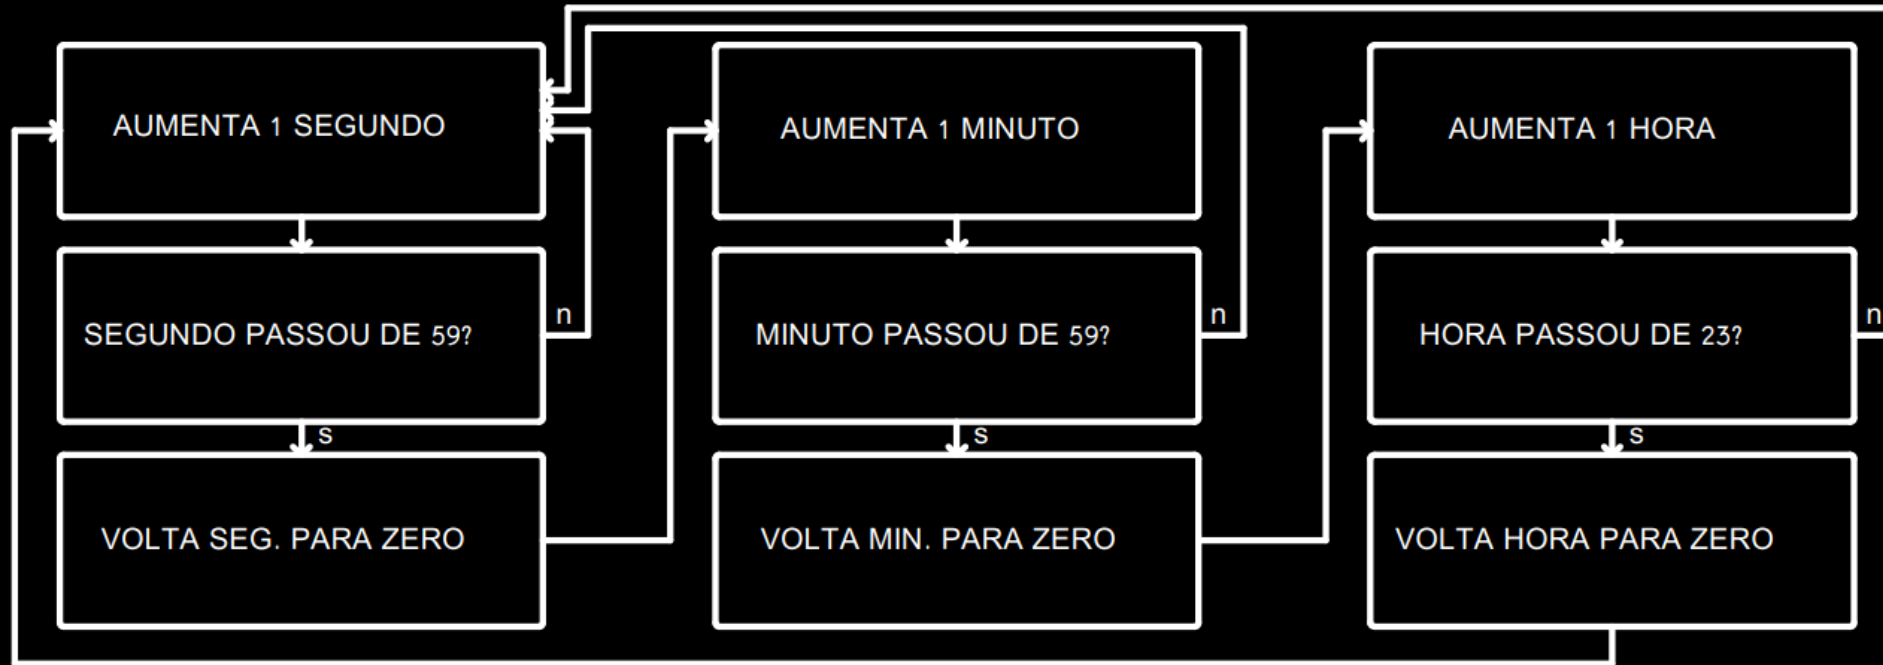 AUMENTA 1 SEGUNDO
AUMENTA 1 MINUTO
AUMENTA 1 HORA
SEGUNDO PASSOU DE 59?
n
MINUTO PASSOU DE 59?
n
HORA PASSOU DE 23?
n
s
s
s
VOLTA SEG. PARA ZERO
VOLTA MIN. PARA ZERO
VOLTA HORA PARA ZERO